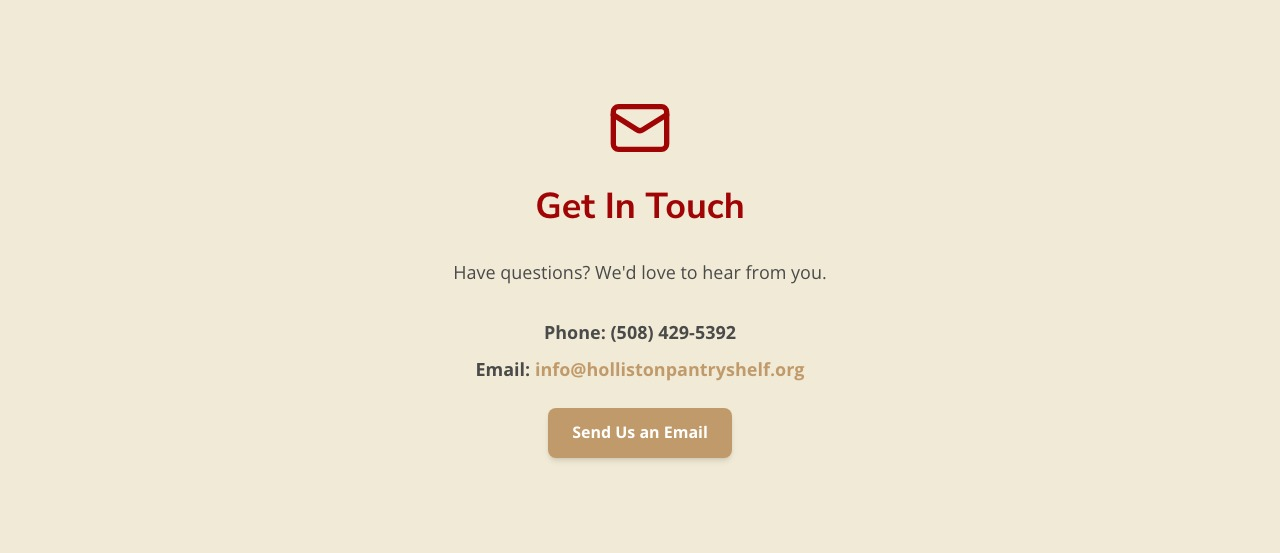 Get In Touch
Have questions? We'd love to hear from you.
Phone: (508) 429-5392
Email: info@hollistonpantryshelf.org
Send Us an Email